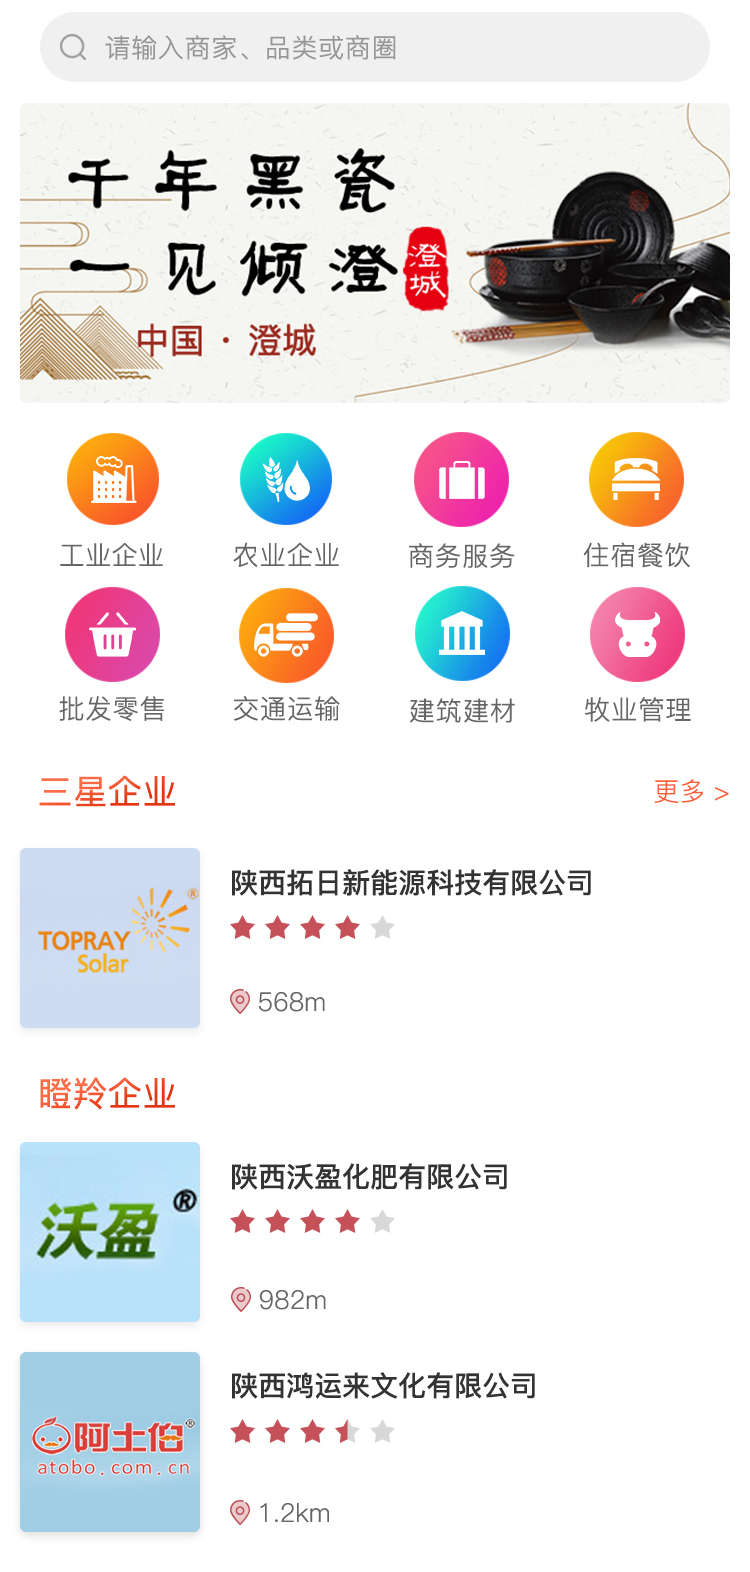 请输入商家、品类或商圈
千年黑瓷
一见倾澄 澄城
中国 · 澄城
工业企业 农业企业 商务服务 住宿餐饮
批发零售 交通运输 建筑建材 牧业管理
三星企业 更多 >
TOPRAY ®
Solar
陕西拓日新能源科技有限公司
568m
瞪羚企业
沃盈 ®
陕西沃盈化肥有限公司
982m
阿土伯 ®
atobo.com.cn
陕西鸿运来文化有限公司
1.2km